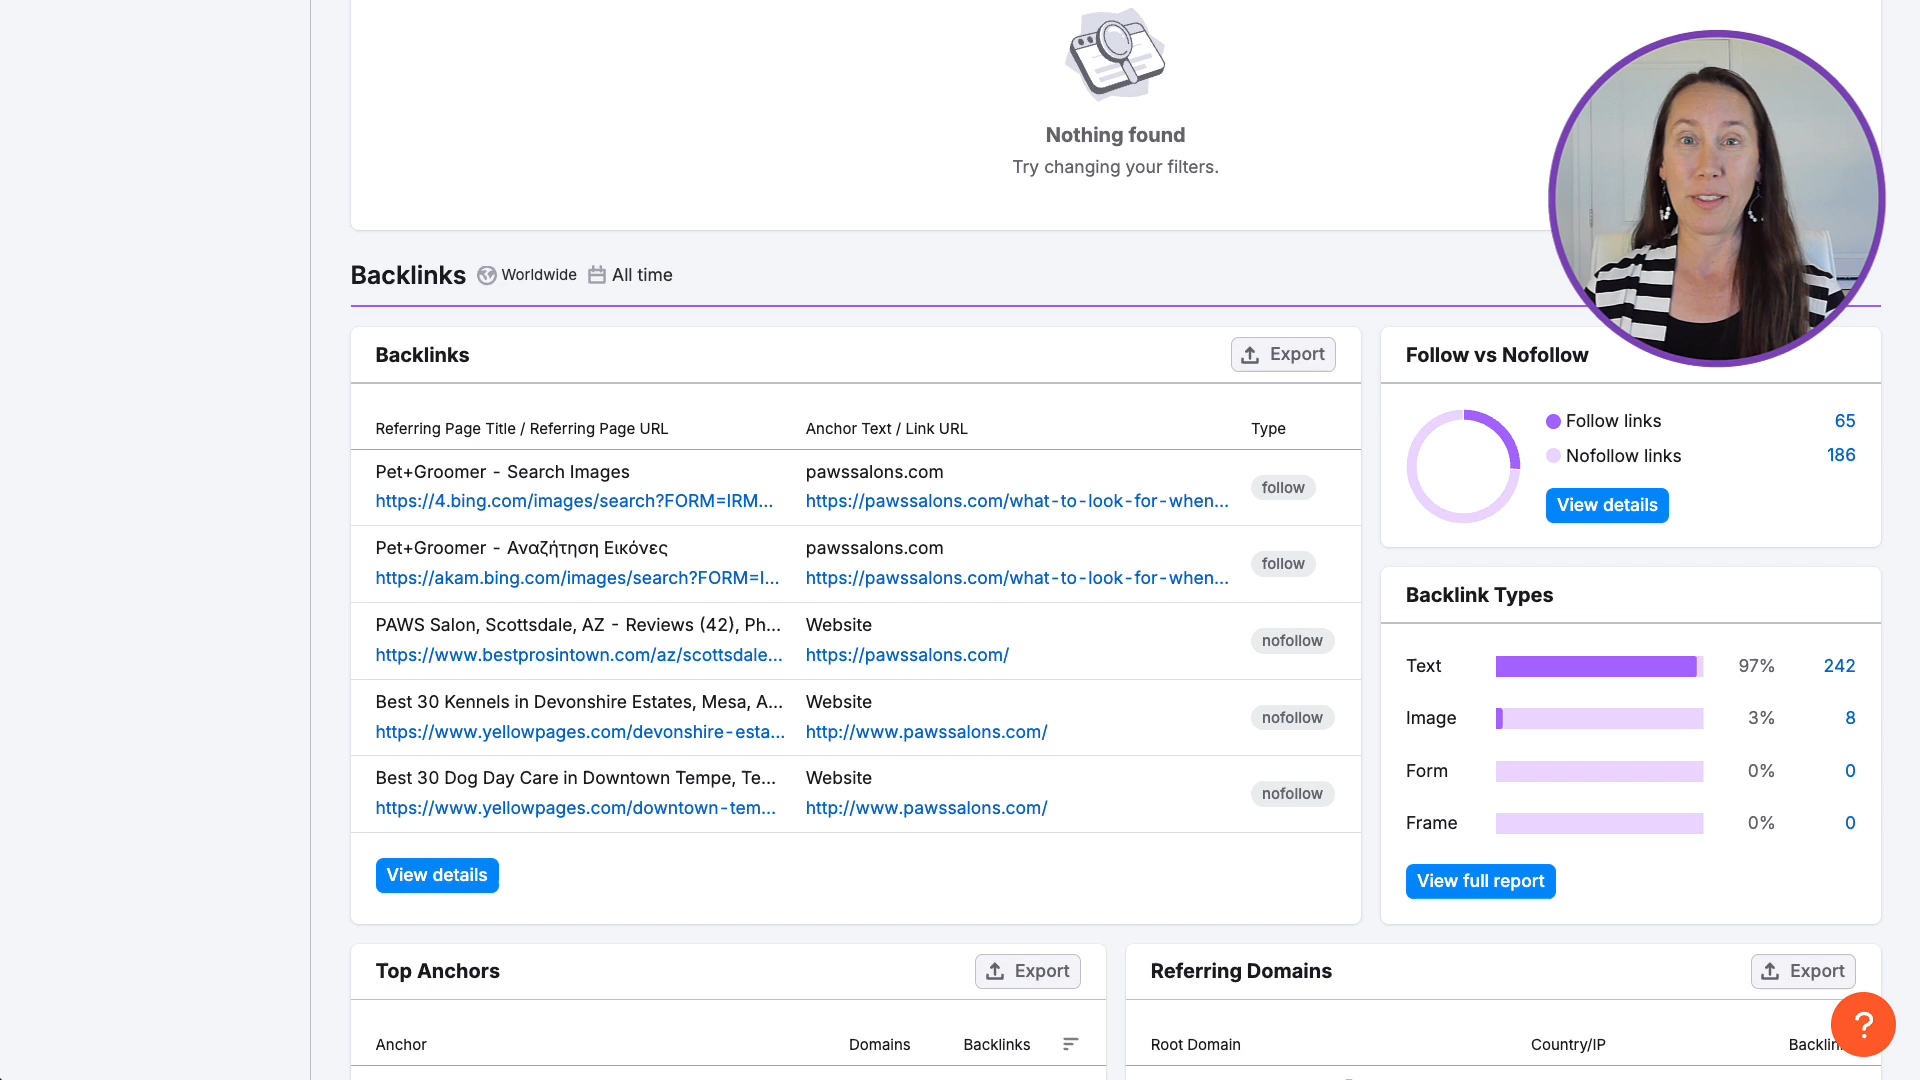 Nothing found
Try changing your filters.
Backlinks Worldwide All time
Backlinks
Export
Referring Page Title / Referring Page URL
Anchor Text / Link URL
Type
Pet+Groomer - Search Images
pawssalons.com
https://4.bing.com/images/search?FORM=IRM...
https://pawssalons.com/what-to-look-for-when...
follow
Pet+Groomer - Αναζήτηση Εικόνες
pawssalons.com
https://akam.bing.com/images/search?FORM=I...
https://pawssalons.com/what-to-look-for-when...
follow
PAWS Salon, Scottsdale, AZ - Reviews (42), Ph...
Website
https://www.bestprosintown.com/az/scottsdale...
https://pawssalons.com/
nofollow
Best 30 Kennels in Devonshire Estates, Mesa, A...
Website
https://www.yellowpages.com/devonshire-esta...
http://www.pawssalons.com/
nofollow
Best 30 Dog Day Care in Downtown Tempe, Te...
Website
https://www.yellowpages.com/downtown-tem...
http://www.pawssalons.com/
nofollow
View details
Follow vs Nofollow
Follow links 65
Nofollow links 186
View details
Backlink Types
Text 97% 242
Image 3% 8
Form 0% 0
Frame 0% 0
View full report
Top Anchors
Export
Anchor Domains Backlinks
Referring Domains
Export
Root Domain Country/IP Backlin
?